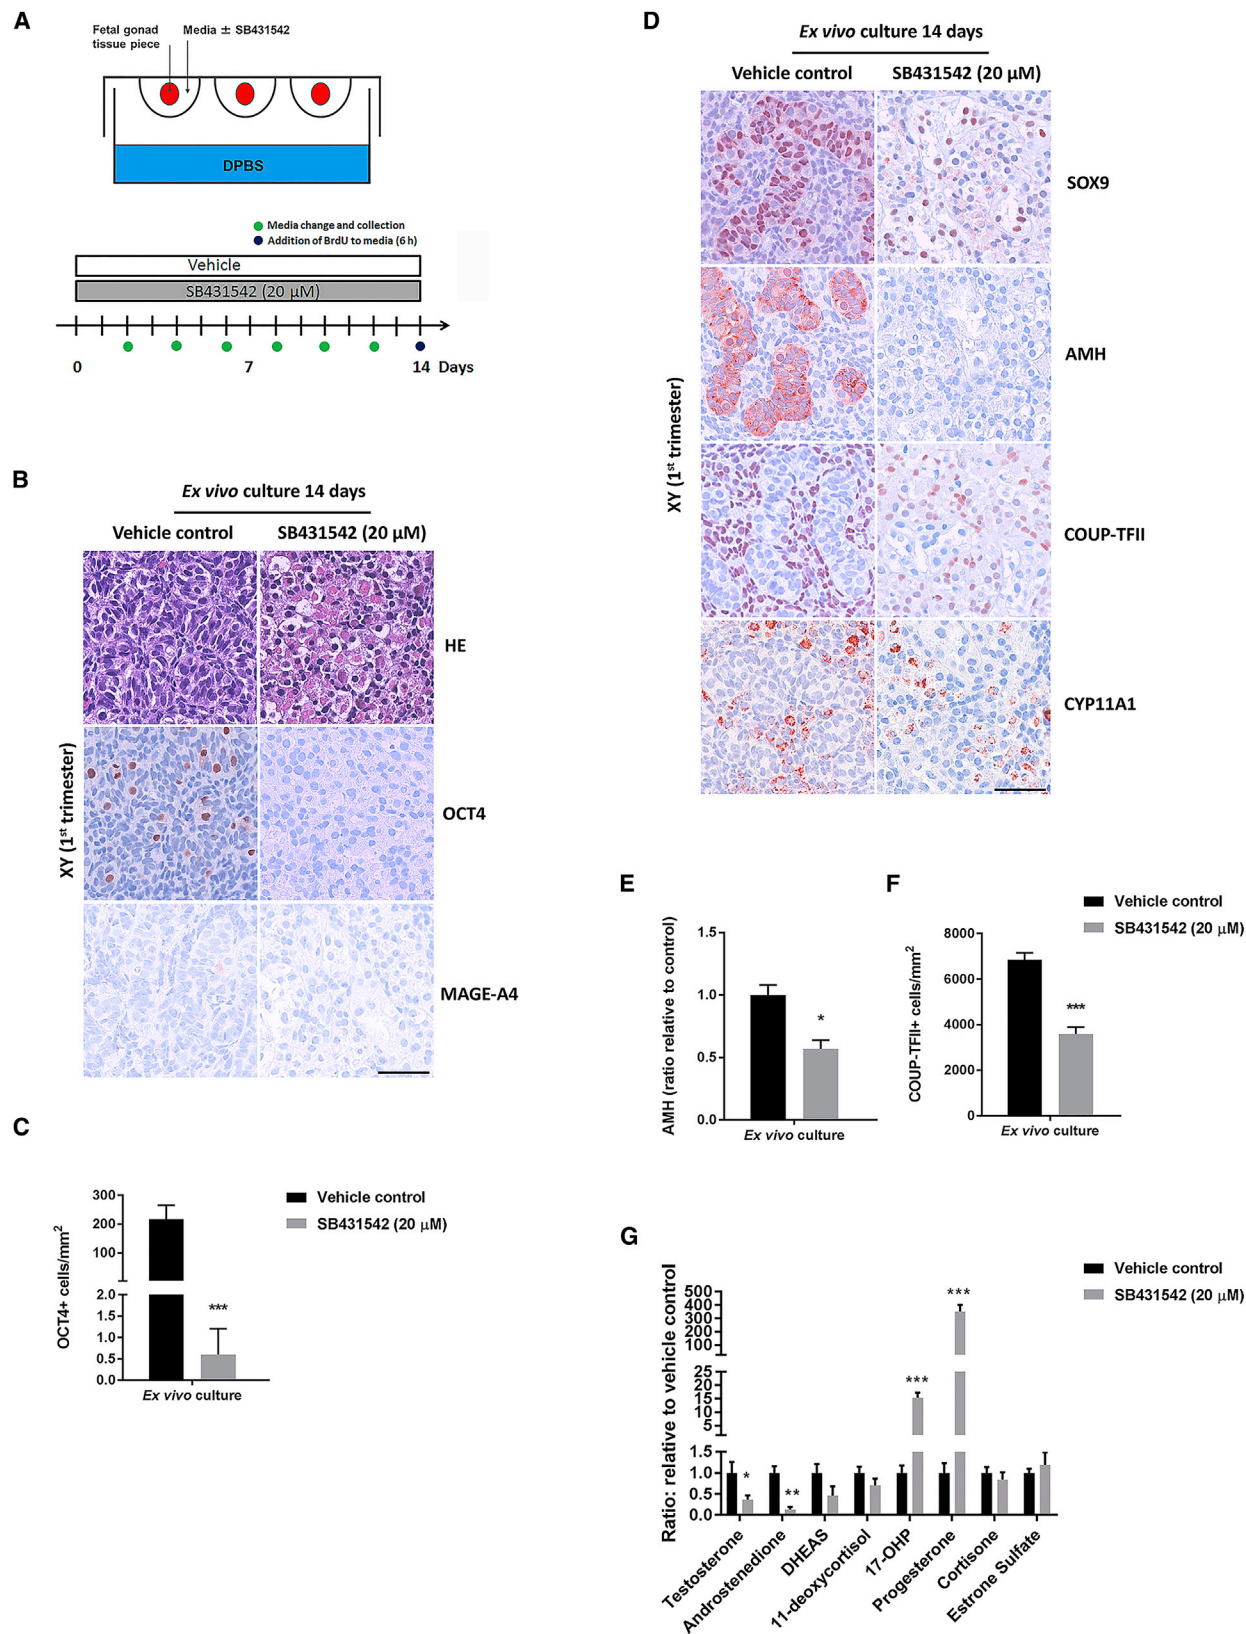 A
Fetal gonad
tissue piece
Media ± SB431542
DPBS
Media change and collection
Addition of BrdU to media (6 h)
Vehicle
SB431542 (20 µM)
0
7
14
Days
B
Ex vivo culture 14 days
Vehicle control
SB431542 (20 µM)
HE
OCT4
MAGE-A4
XY (1st trimester)
C
OCT4+ cells/mm2
300
200
100
2.0
1.5
1.0
0.5
0.0
***
Ex vivo culture
Vehicle control
SB431542 (20 µM)
D
Ex vivo culture 14 days
Vehicle control
SB431542 (20 µM)
SOX9
AMH
COUP-TFII
CYP11A1
XY (1st trimester)
E
AMH (ratio relative to control)
1.5
1.0
0.5
0.0
*
Ex vivo culture
F
Vehicle control
SB431542 (20 µM)
COUP-TFII+ cells/mm2
8000
6000
4000
2000
0
***
Ex vivo culture
G
Vehicle control
SB431542 (20 µM)
Ratio: relative to vehicle control
500
400
300
200
100
25
20
15
10
5
1.5
1.0
0.5
0.0
*
**
***
***
Testosterone
Androstenedione
DHEAS
11-deoxycortisol
17-OHP
Progesterone
Cortisone
Estrone Sulfate